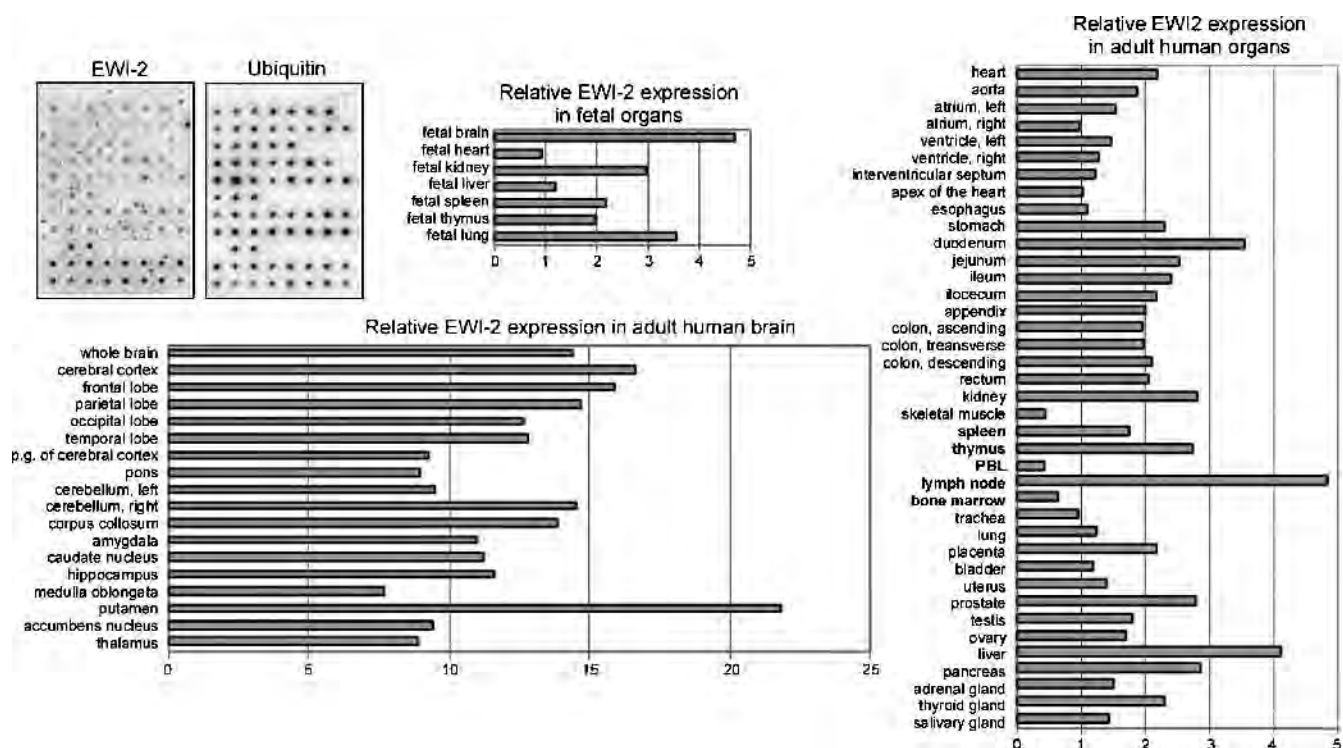 EWI-2
Ubiquitin
Relative EWI-2 expression
in fetal organs
fetal brain
fetal heart
fetal kidney
fetal liver
fetal spleen
fetal thymus
fetal lung
0 1 2 3 4 5
Relative EWI2 expression
in adult human organs
heart
aorta
atrium, left
atrium, right
ventricle, left
ventricle, right
interventricular septum
apex of the heart
esophagus
stomach
duodenum
jejunum
ileum
ilocecum
appendix
colon, ascending
colon, treansverse
colon, descending
rectum
kidney
skeletal muscle
spleen
thymus
PBL
lymph node
bone marrow
trachea
lung
placenta
bladder
uterus
prostate
testis
ovary
liver
pancreas
adrenal gland
thyroid gland
salivary gland
0 1 2 3 4 5
Relative EWI-2 expression in adult human brain
whole brain
cerebral cortex
frontal lobe
parietal lobe
occipital lobe
temporal lobe
p.g. of cerebral cortex
pons
cerebellum, left
cerebellum, right
corpus collosum
amygdala
caudate nucleus
hippocampus
medulla oblongata
putamen
accumbens nucleus
thalamus
0 5 10 15 20 25